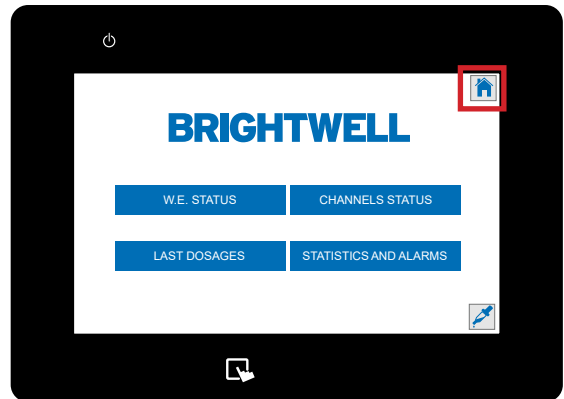 BRIGHTWELL
W.E. STATUS
CHANNELS STATUS
LAST DOSAGES
STATISTICS AND ALARMS